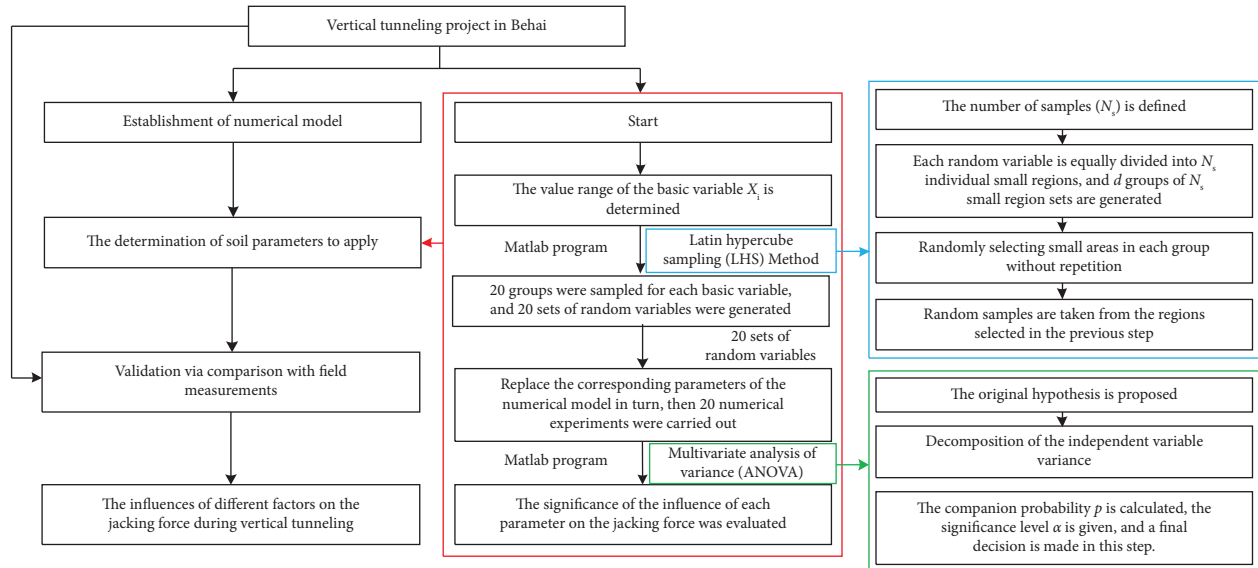 Vertical tunneling project in Behai
Establishment of numerical model
The determination of soil parameters to apply
Validation via comparison with field
measurements
The influences of different factors on the
jacking force during vertical tunneling
Start
The value range of the basic variable Xi is
determined
Matlab program
Latin hypercube
sampling (LHS) Method
20 groups were sampled for each basic variable,
and 20 sets of random variables were generated
20 sets of
random variables
Replace the corresponding parameters of the
numerical model in turn, then 20 numerical
experiments were carried out
Matlab program
Multivariate analysis of
variance (ANOVA)
The significance of the influence of each
parameter on the jacking force was evaluated
The number of samples (Ns) is defined
Each random variable is equally divided into Ns
individual small regions, and d groups of Ns
small region sets are generated
Randomly selecting small areas in each group
without repetition
Random samples are taken from the regions
selected in the previous step
The original hypothesis is proposed
Decomposition of the independent variable
variance
The companion probability p is calculated, the
significance level α is given, and a final
decision is made in this step.